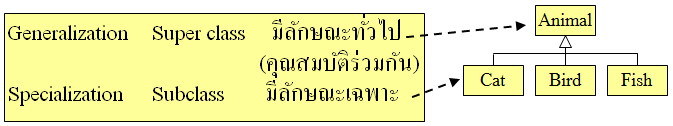 Generalization Super class มีลักษณะทั่วไป
(คุณสมบัติร่วมกัน)
Specialization Subclass มีลักษณะเฉพาะ
Animal
Cat Bird Fish